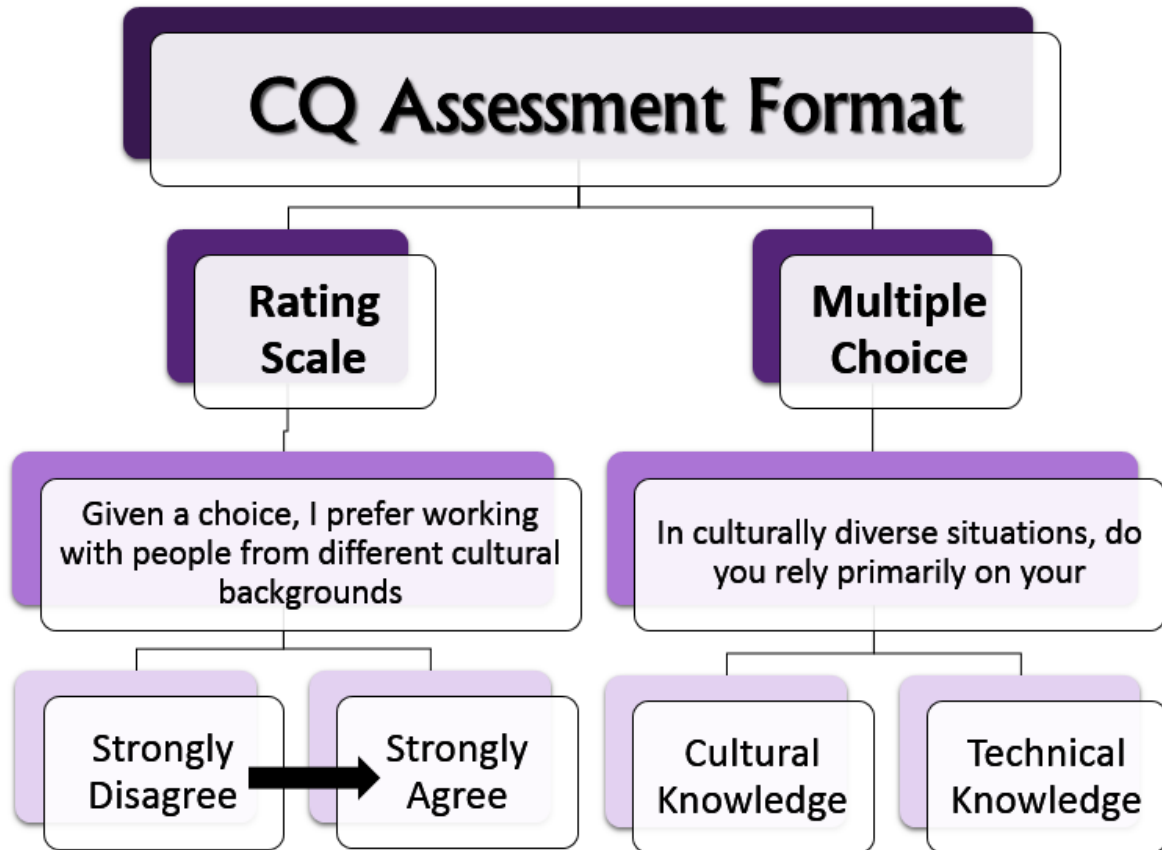 CQ Assessment Format
Rating
Scale
Multiple
Choice
Given a choice, I prefer working
with people from different cultural
backgrounds
In culturally diverse situations, do
you rely primarily on your
Strongly
Disagree
Strongly
Agree
Cultural
Knowledge
Technical
Knowledge